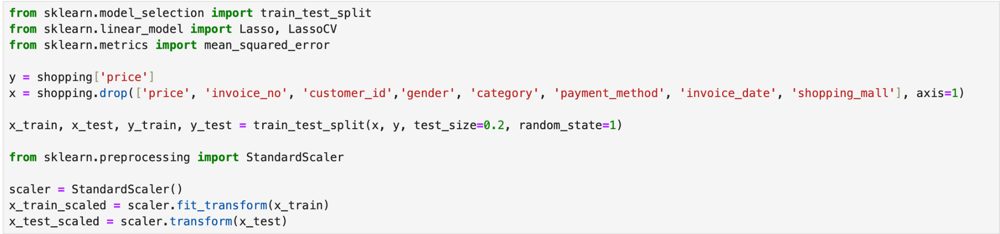 from sklearn.model_selection import train_test_split
from sklearn.linear_model import Lasso, LassoCV
from sklearn.metrics import mean_squared_error
y = shopping['price']
x = shopping.drop(['price', 'invoice_no', 'customer_id','gender', 'category', 'payment_method', 'invoice_date', 'shopping_mall'], axis=1)
x_train, x_test, y_train, y_test = train_test_split(x, y, test_size=0.2, random_state=1)
from sklearn.preprocessing import StandardScaler
scaler = StandardScaler()
x_train_scaled = scaler.fit_transform(x_train)
x_test_scaled = scaler.transform(x_test)